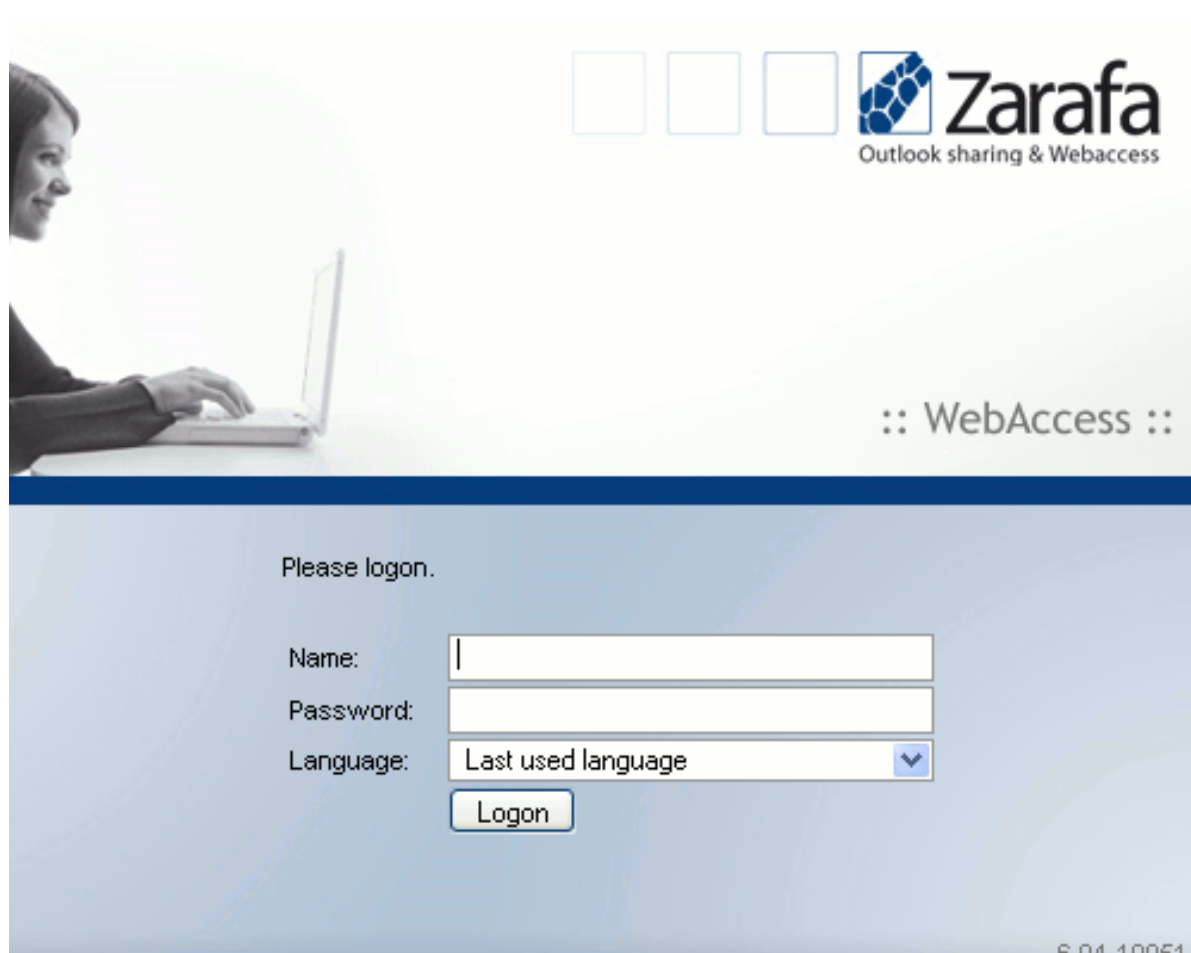 Zarafa
Outlook sharing & Webaccess
:: WebAccess ::
Please logon.
Name:
Password:
Language: Last used language
Logon